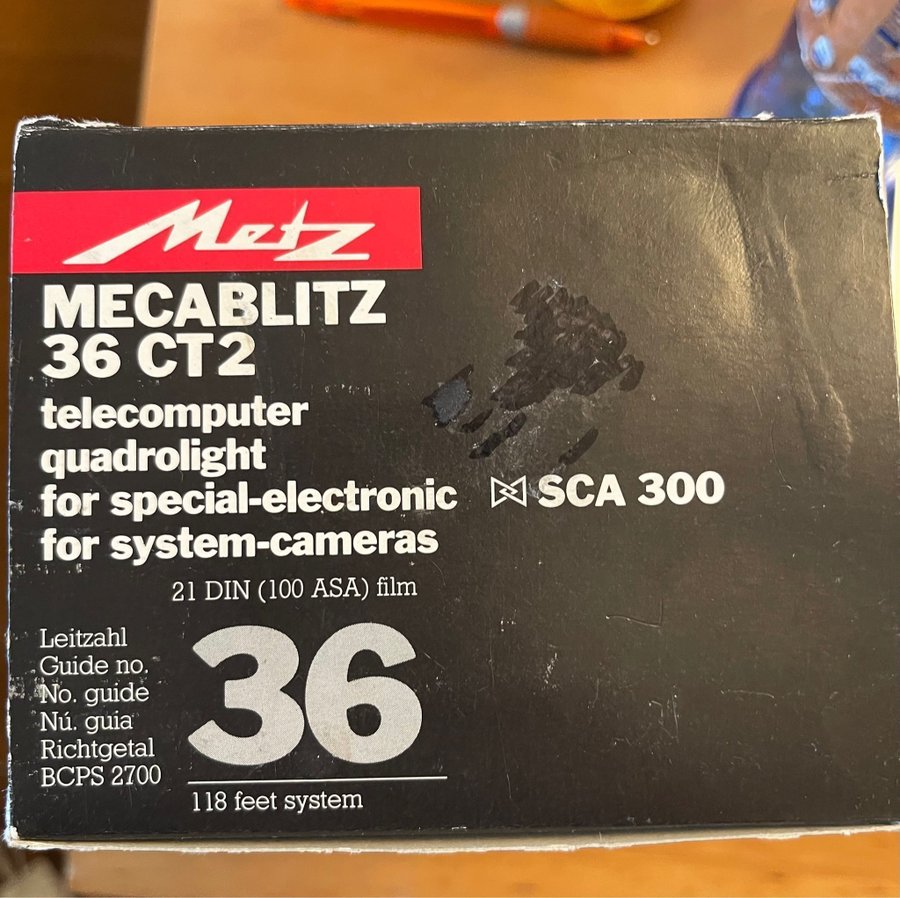 Metz
MECABLITZ
36 CT2
telecomputer
quadrolight
for special-electronic SCA 300
for system-cameras
21 DIN (100 ASA) film
Leitzahl
Guide no.
No. guide
Nú. guia
Richtgetal
BCPS 2700
36
118 feet system